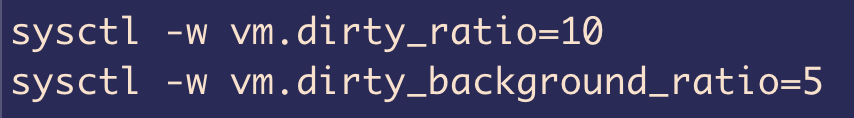 sysctl -w vm.dirty_ratio=10
sysctl -w vm.dirty_background_ratio=5